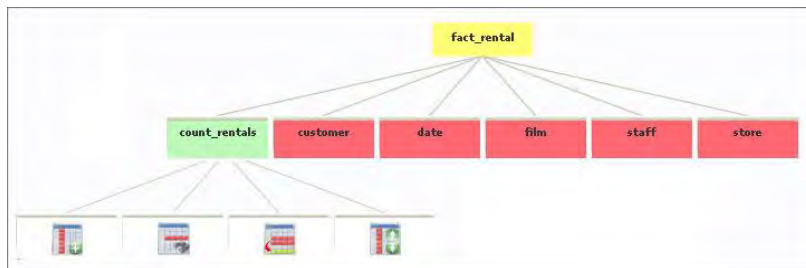 fact_rental
count_rentals
customer
date
film
staff
store